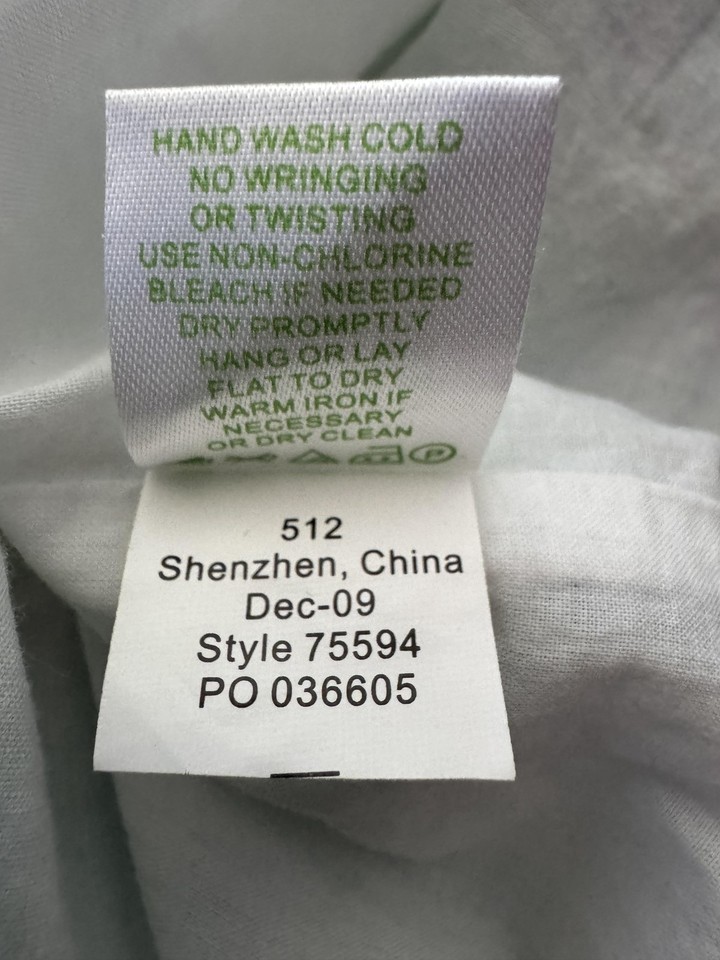 HAND WASH COLD
NO WRINGING
OR TWISTING
USE NON-CHLORINE
BLEACH IF NEEDED
DRY PROMPTLY
HANG OR LAY
FLAT TO DRY
WARM IRON IF
NECESSARY
OR DRY CLEAN
P
512
Shenzhen, China
Dec-09
Style 75594
PO 036605